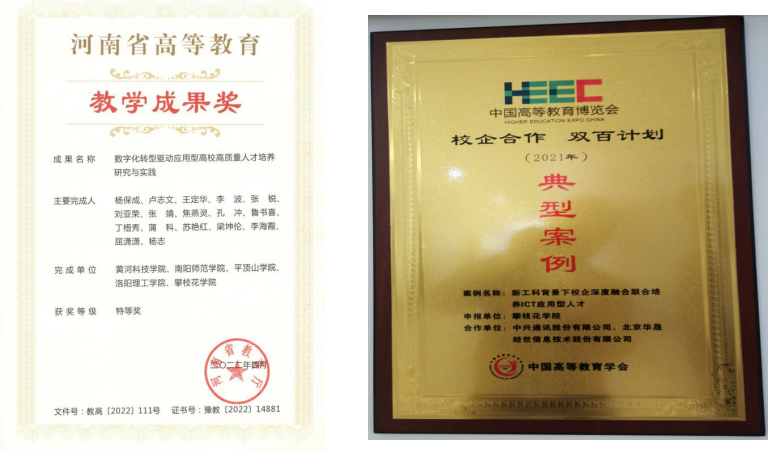 河南省高等教育
教学成果奖
成果名称 数字化转型驱动应用型高校高质量人才培养
研究与实践
主要完成人 杨保成、卢志文、王定华、李 波、张 锐、
刘亚荣、张 婧、焦燕灵、孔 冲、鲁书喜、
丁梧秀、蒲 科、苏艳红、梁坤伦、李海霞、
屈潇潇、杨志
完成单位 黄河科技学院、南阳师范学院、平顶山学院、
洛阳理工学院、攀枝花学院
获奖等级 特等奖
河南省教育厅
二〇二二年四月
文件号：教高〔2022〕111号 证书号：豫教〔2022〕14881
HEEC
中国高等教育博览会
HIGHER EDUCATION EXPO CHINA
校企合作 双百计划
（2021年）
典
型
案
例
案例名称：新工科背景下校企深度融合联合培
养ICT应用型人才
申报单位：攀枝花学院
合作单位：中兴通讯股份有限公司、北京华晟
经世信息技术股份有限公司
中国高等教育学会